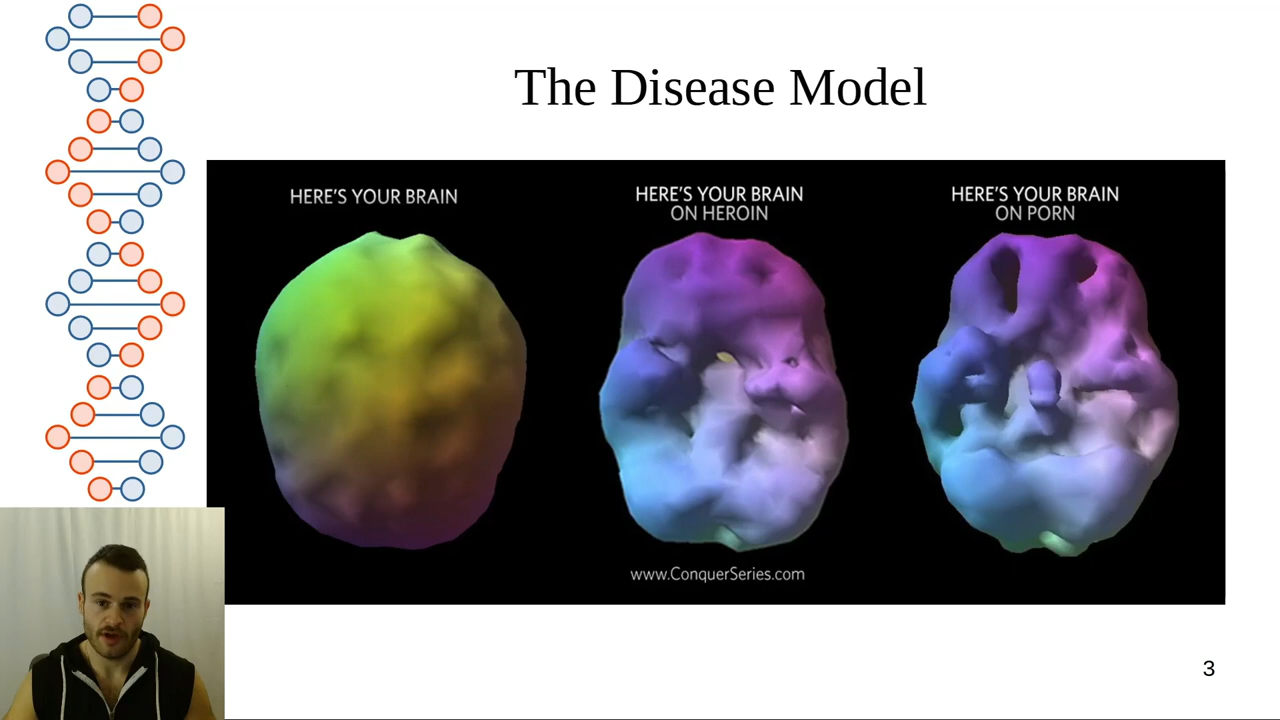 The Disease Model
HERE'S YOUR BRAIN
HERE'S YOUR BRAIN
ON HEROIN
HERE'S YOUR BRAIN
ON PORN
www.ConquerSeries.com
3